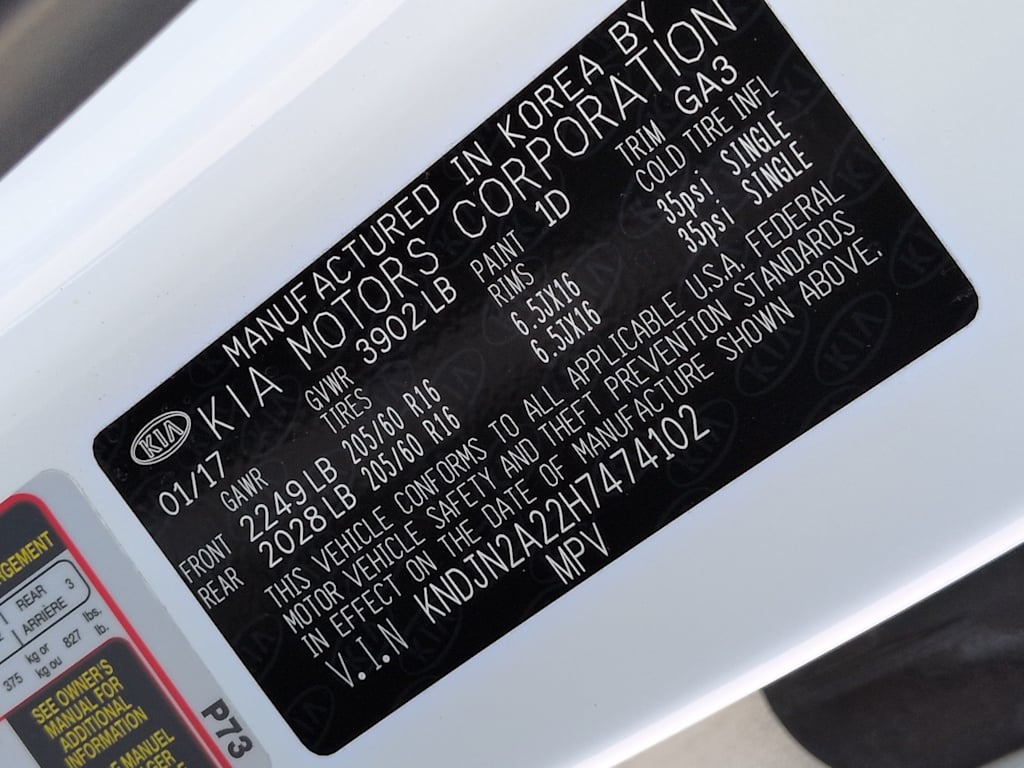 MANUFACTURED IN KOREA BY
KIA KIA MOTORS CORPORATION
01/17 GVWR 3902 LB PAINT 1D TRIM GA3
GAWR TIRES RIMS COLD TIRE INFL
FRONT 2249 LB 205/60 R16 6.5JX16 35psi SINGLE
REAR 2028 LB 205/60 R16 6.5JX16 35psi SINGLE
THIS VEHICLE CONFORMS TO ALL APPLICABLE U.S.A. FEDERAL
MOTOR VEHICLE SAFETY AND THEFT PREVENTION STANDARDS
IN EFFECT ON THE DATE OF MANUFACTURE SHOWN ABOVE.
V.I.N KNDJN2A22H7474102
MPV
REAR 3
ARRIÈRE
375 kg or 827 lbs.
kg ou lb.
SEE OWNER'S
MANUAL FOR
ADDITIONAL
INFORMATION
MANUEL
P73